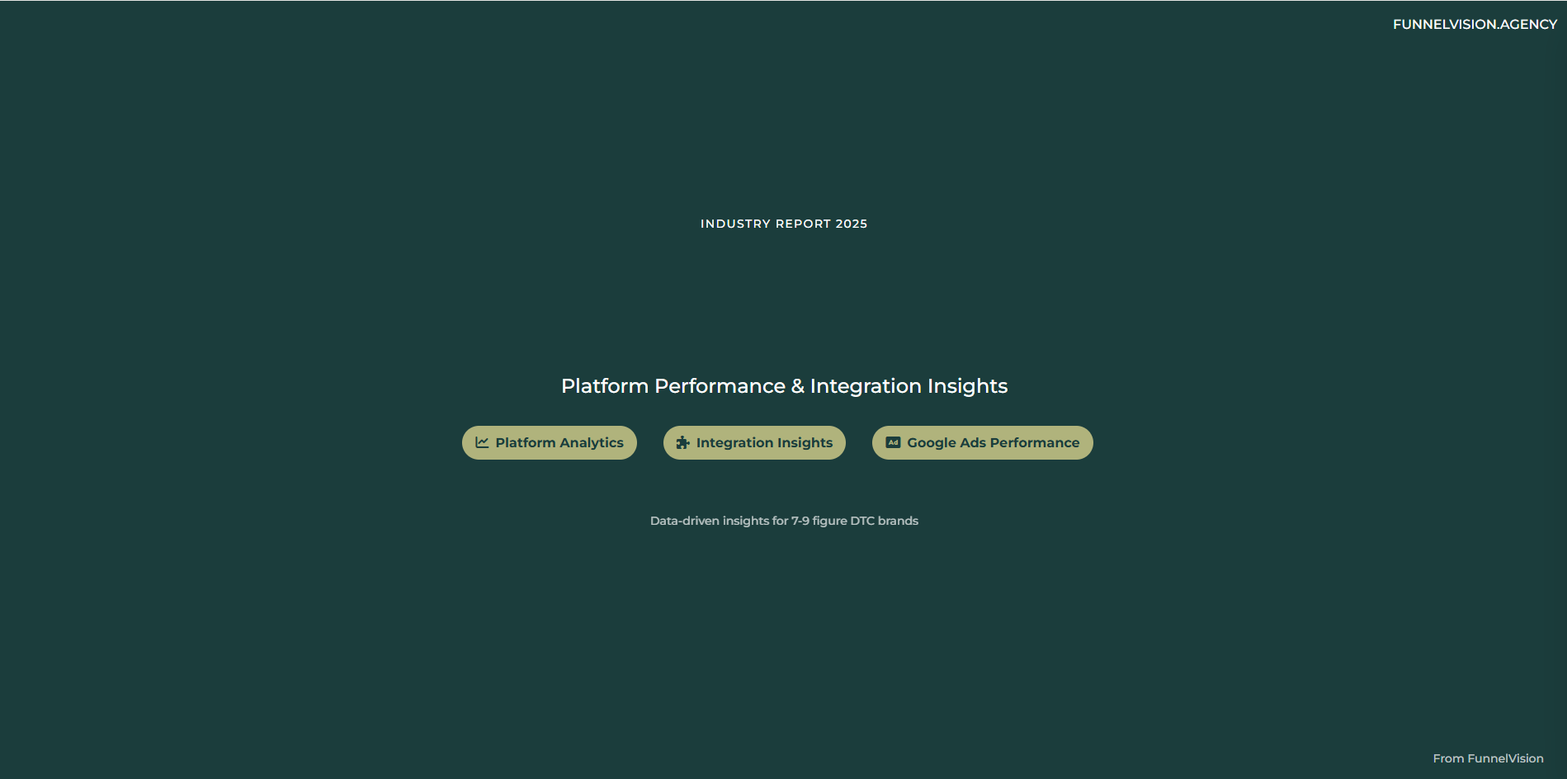 FUNNELVISION.AGENCY
INDUSTRY REPORT 2025
Platform Performance & Integration Insights
Platform Analytics
Integration Insights
Ad Google Ads Performance
Data-driven insights for 7-9 figure DTC brands
From FunnelVision